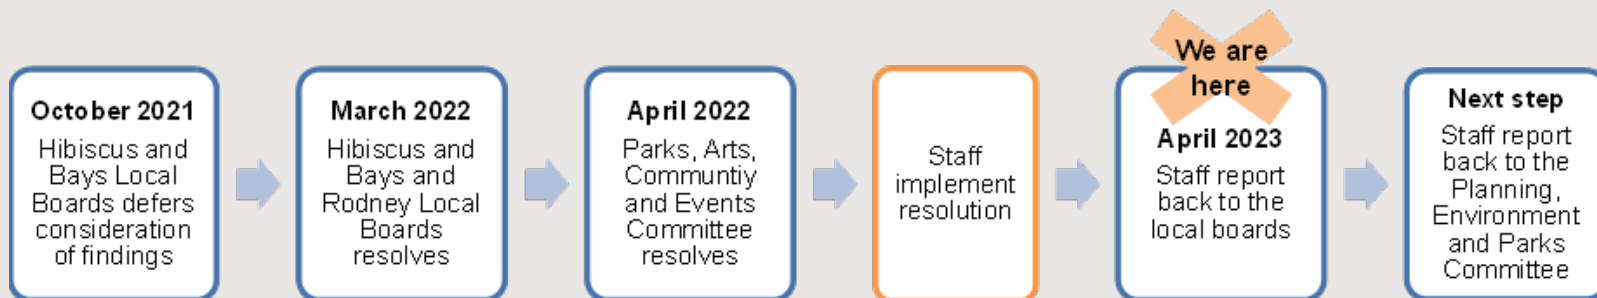 October 2021
Hibiscus and
Bays Local
Boards defers
consideration
of findings
March 2022
Hibiscus and
Bays and
Rodney Local
Boards
resolves
April 2022
Parks, Arts,
Communtiy
and Events
Committee
resolves
Staff
implement
resolution
We are
here
April 2023
Staff report
back to the
local boards
Next step
Staff report
back to the
Planning,
Environment
and Parks
Committee